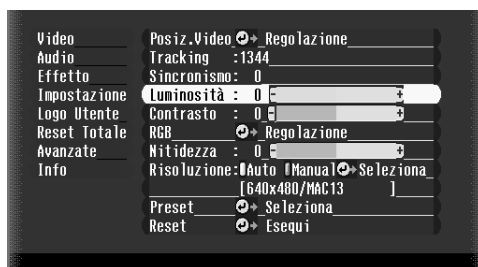 Video
Audio
Effetto
Impostazione
Logo Utente
Reset Totale
Avanzate
Info
Posiz.Video Regolazione
Tracking :1344
Sincronismo: 0
Luminosità : 0 - +
Contrasto : 0 - +
RGB Regolazione
Nitidezza : 0 - +
Risoluzione: Auto Manual Seleziona
[640x480/MAC13 ]
Preset Seleziona
Reset Esequi